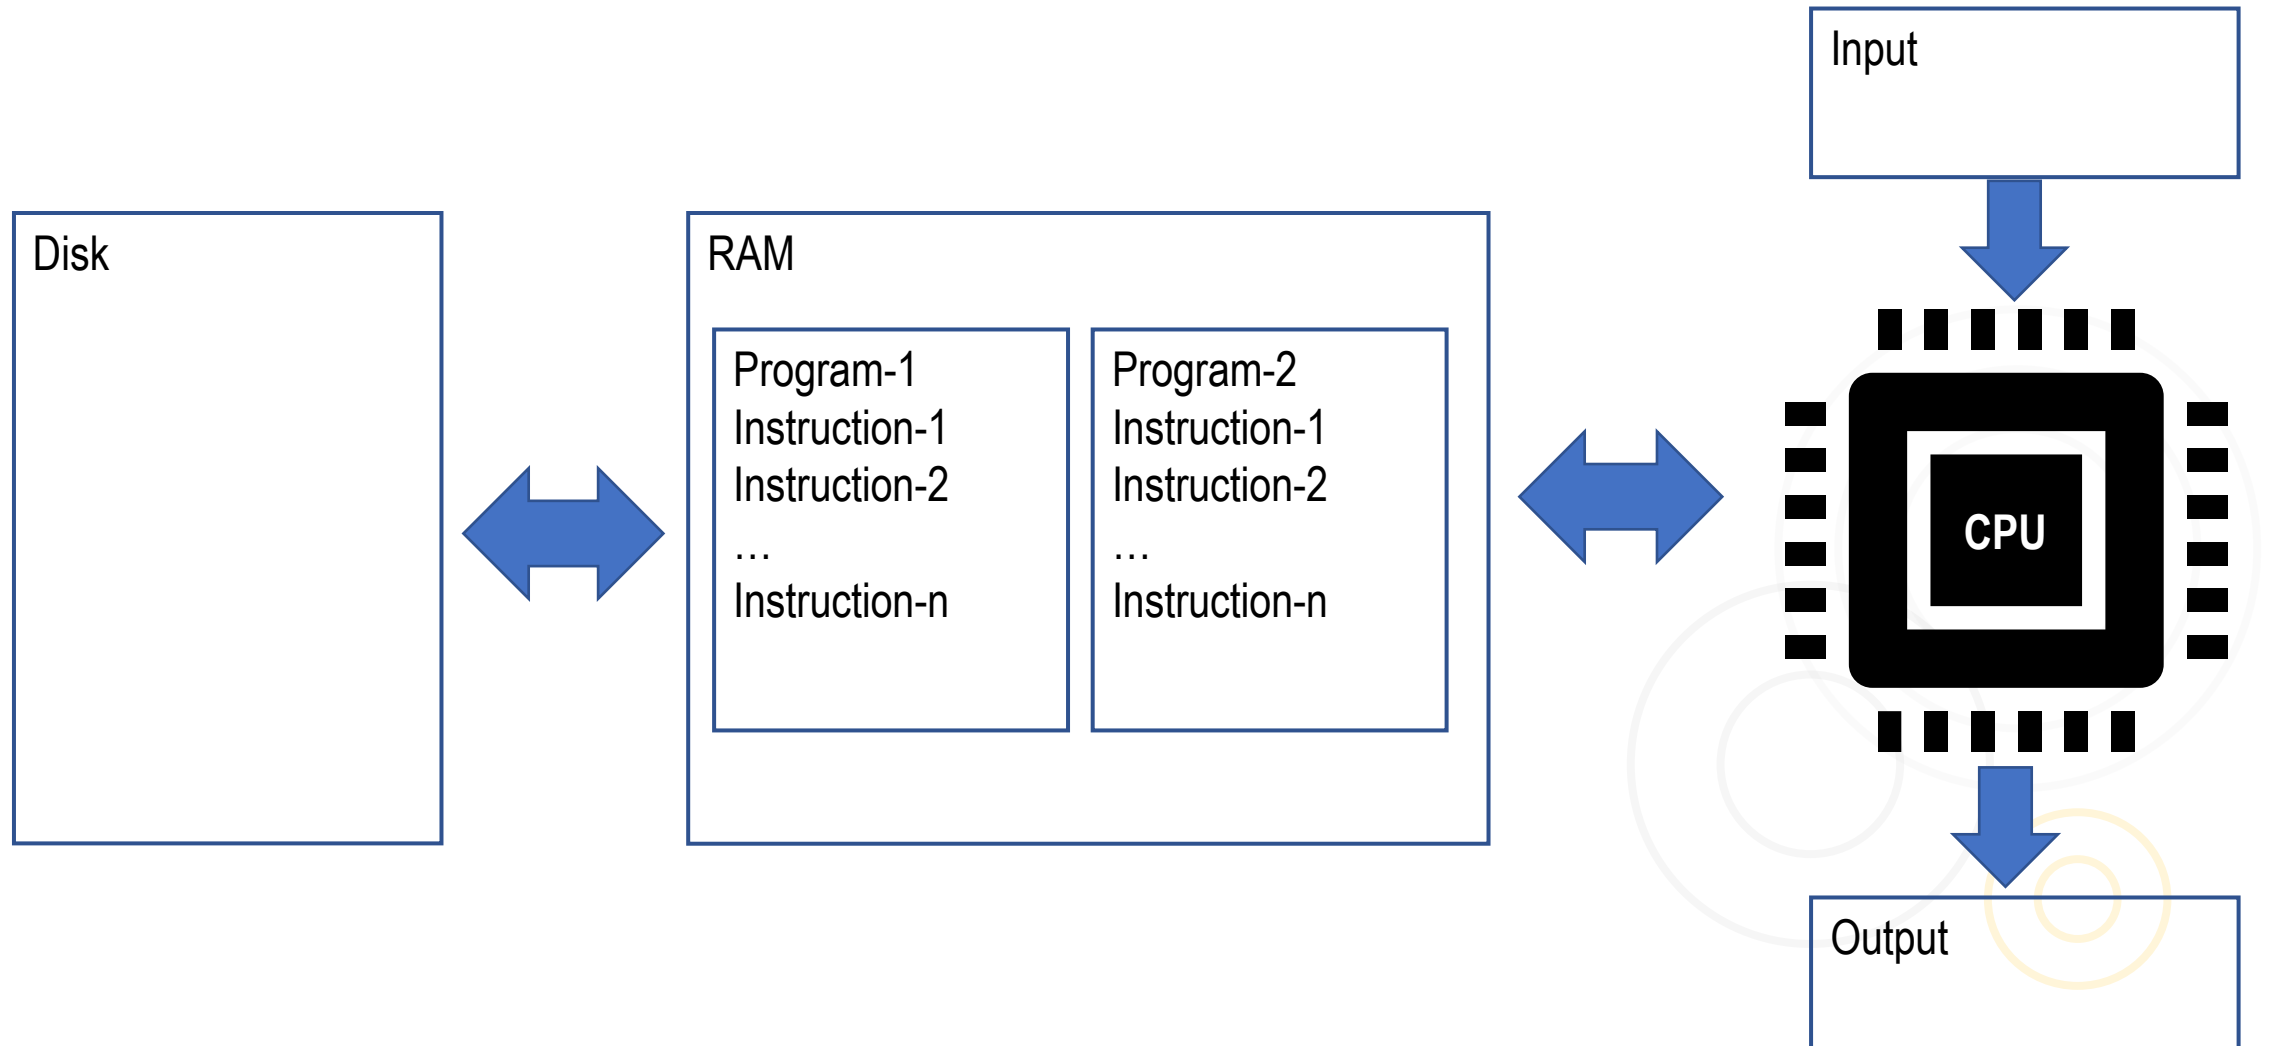 Input
Disk
RAM
Program-1
Instruction-1
Instruction-2
…
Instruction-n
Program-2
Instruction-1
Instruction-2
…
Instruction-n
CPU
Output